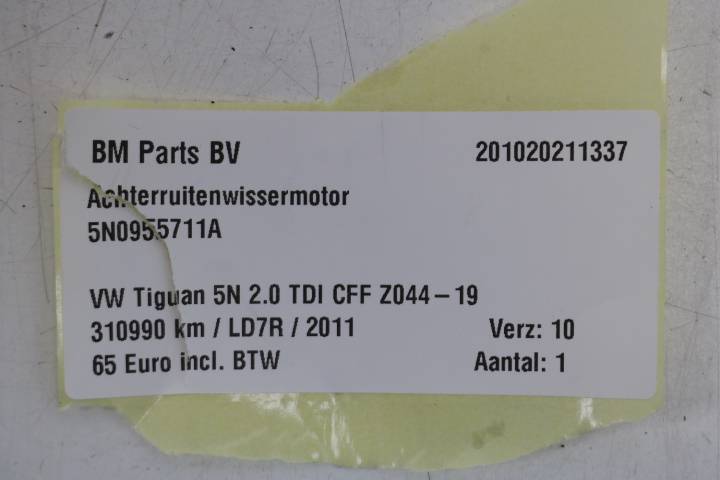 BM Parts BV 201020211337
Achterruitenwissermotor
5N0955711A
VW Tiguan 5N 2.0 TDI CFF Z044-19
310990 km / LD7R / 2011 Verz: 10
65 Euro incl. BTW Aantal: 1